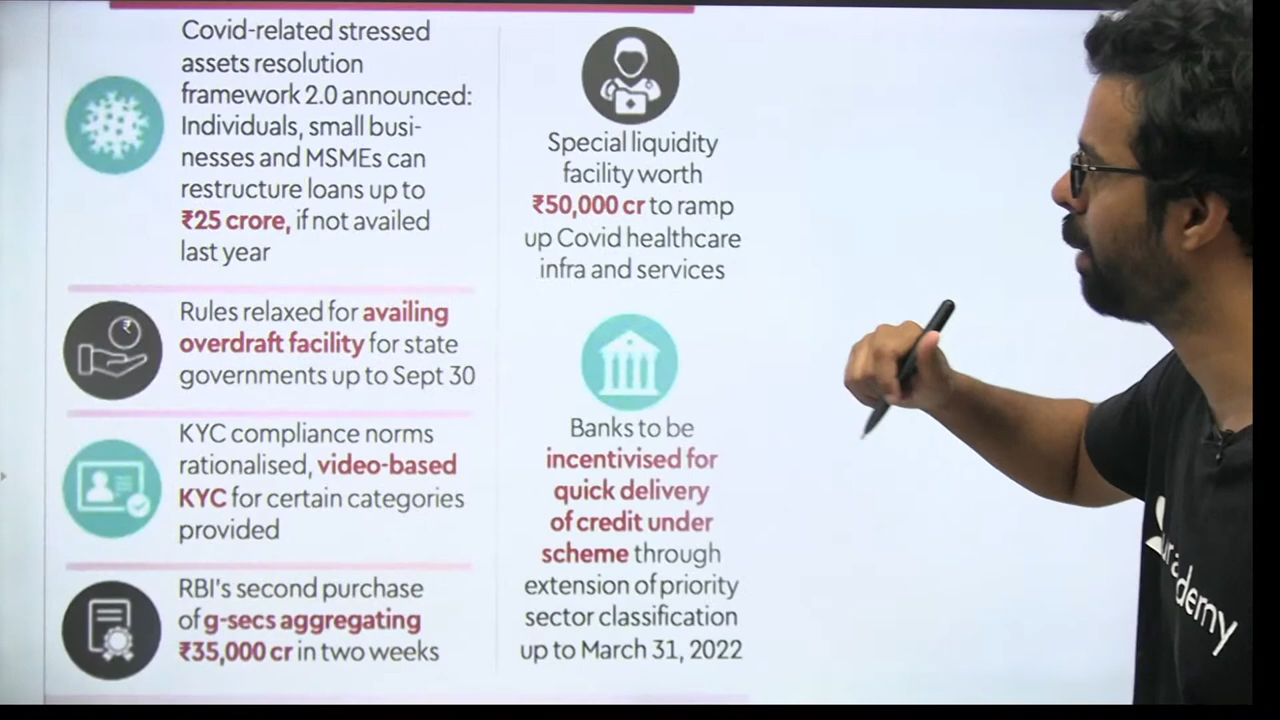 Covid-related stressed
assets resolution
framework 2.0 announced:
Individuals, small busi-
nesses and MSMEs can
restructure loans up to
₹25 crore, if not availed
last year
Rules relaxed for availing
overdraft facility for state
governments up to Sept 30
KYC compliance norms
rationalised, video-based
KYC for certain categories
provided
RBI's second purchase
of g-secs aggregating
₹35,000 cr in two weeks
Special liquidity
facility worth
₹50,000 cr to ramp
up Covid healthcare
infra and services
Banks to be
incentivised for
quick delivery
of credit under
scheme through
extension of priority
sector classification
up to March 31, 2022